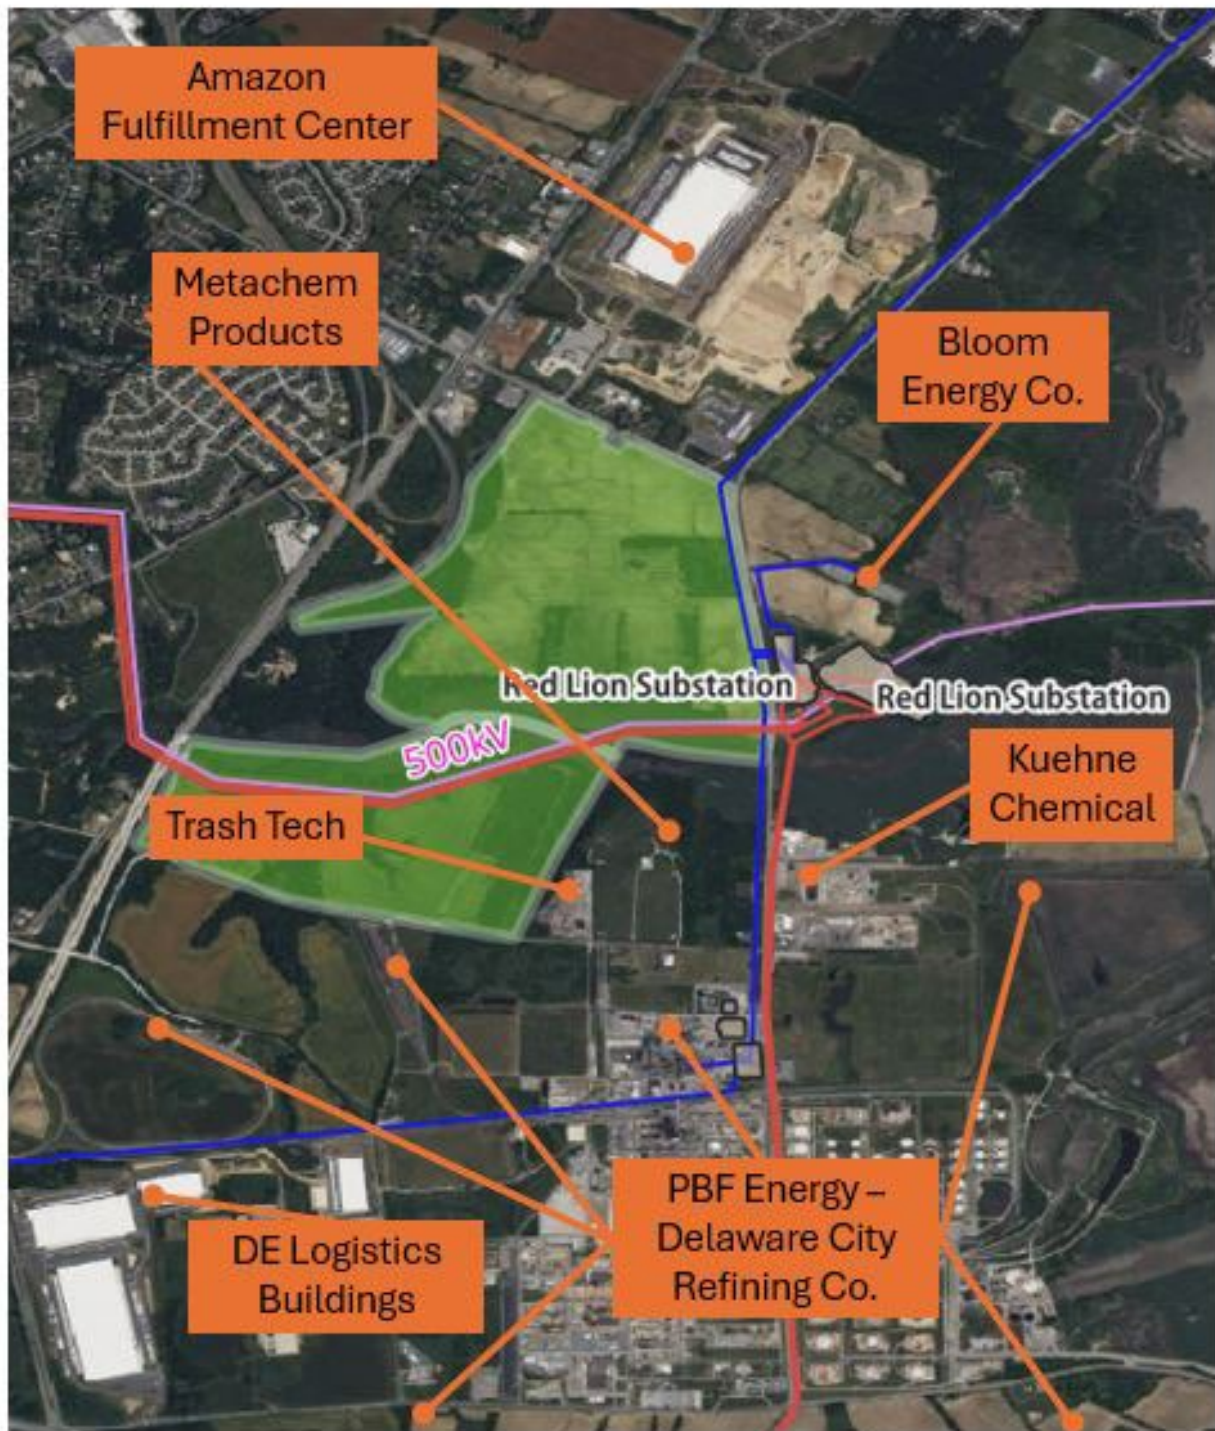 Amazon
Fulfillment Center
Metachem
Products
Bloom
Energy Co.
Red Lion Substation
Red Lion Substation
500kV
Kuehne
Chemical
Trash Tech
PBF Energy –
Delaware City
Refining Co.
DE Logistics
Buildings